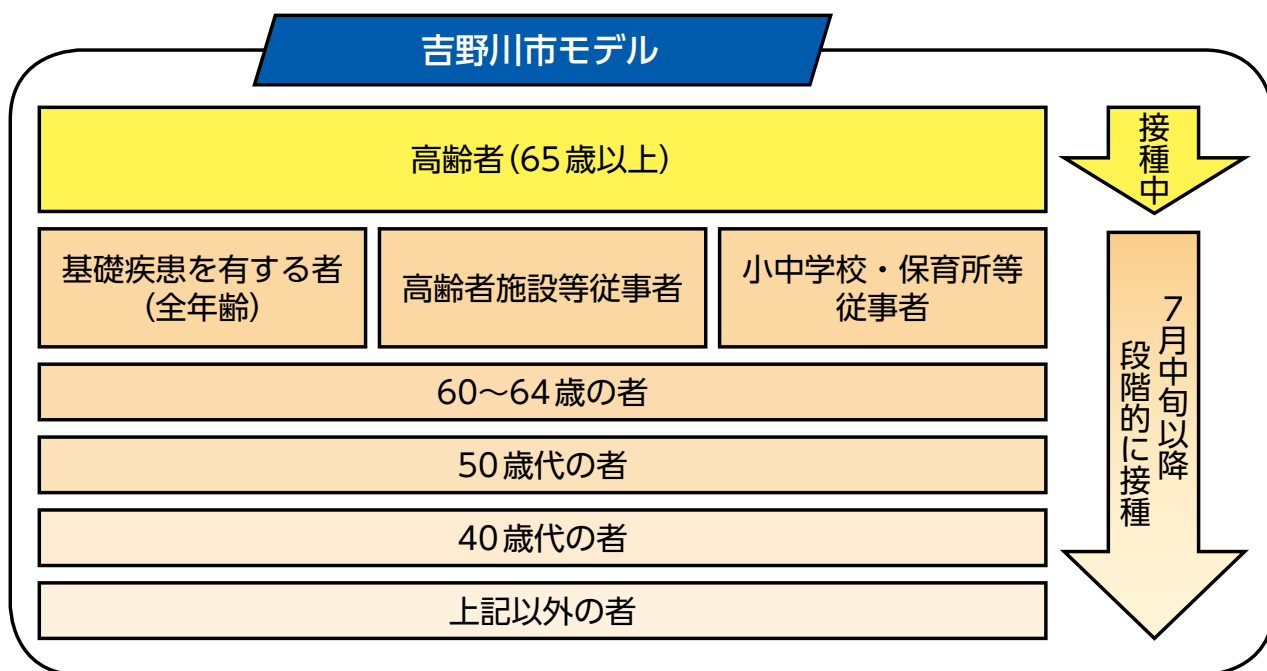 吉野川市モデル
高齢者（65歳以上）
接種中
基礎疾患を有する者
（全年齢）
高齢者施設等従事者
小中学校・保育所等
従事者
60～64歳の者
50歳代の者
40歳代の者
上記以外の者
7月中旬以降
段階的に接種